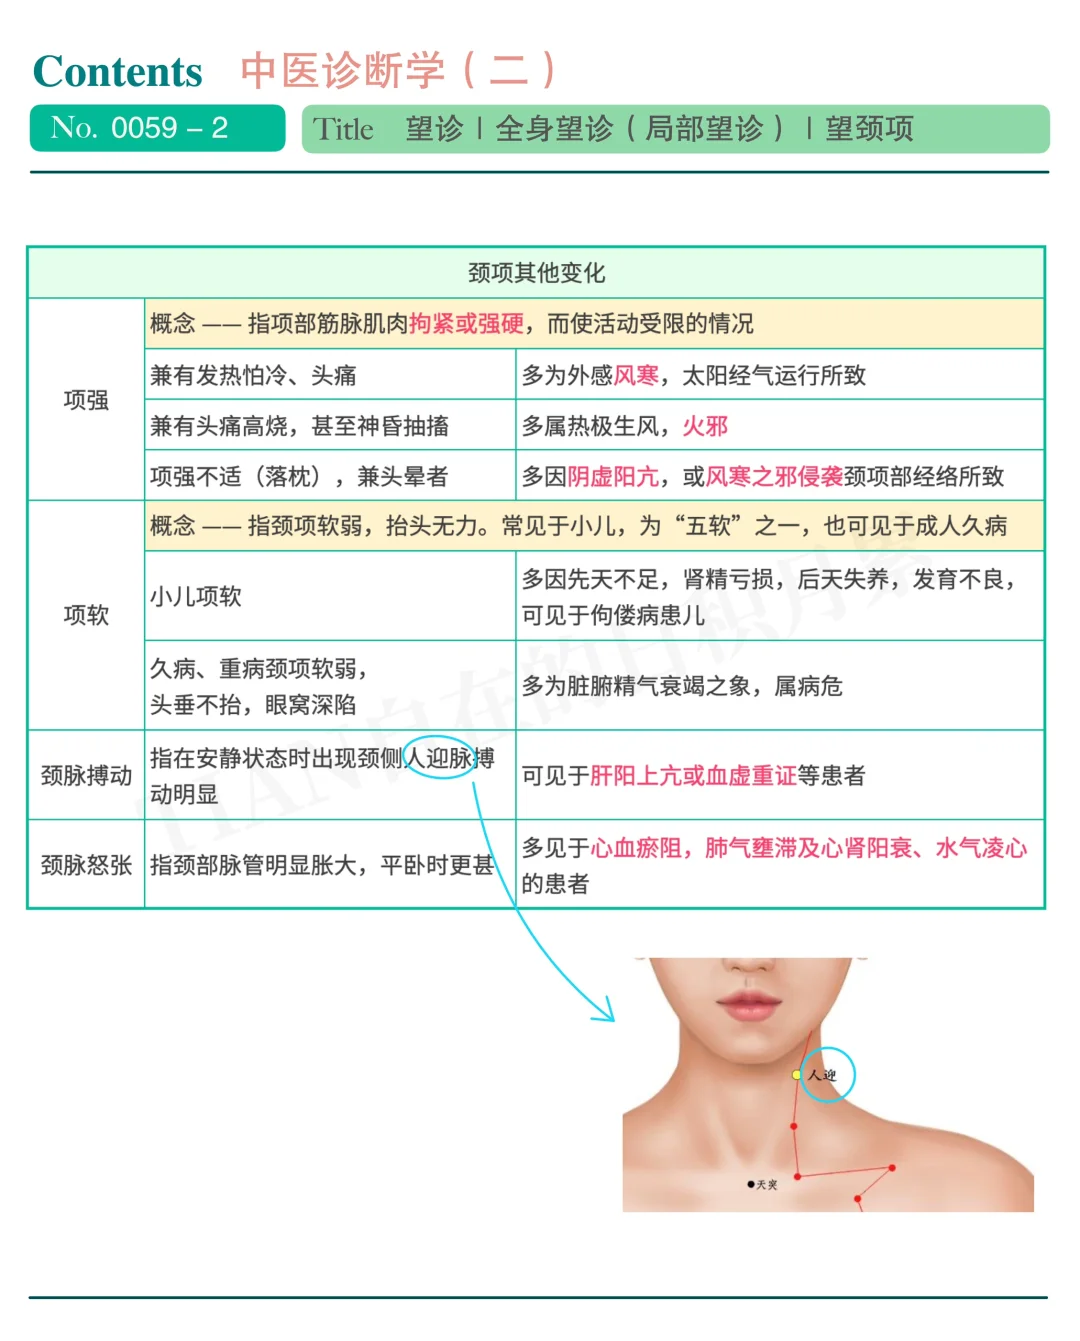 Contents 中医诊断学（二）
No. 0059 – 2
Title 望诊 | 全身望诊（局部望诊） | 望颈项
颈项其他变化
项强
概念 —— 指项部筋脉肌肉拘紧或强硬，而使活动受限的情况
兼有发热怕冷、头痛
多为外感风寒，太阳经气运行所致
兼有头痛高烧，甚至神昏抽搐
多属热极生风，火邪
项强不适（落枕），兼头晕者
多因阴虚阳亢，或风寒之邪侵袭颈项部经络所致
项软
概念 —— 指颈项软弱，抬头无力。常见于小儿，为“五软”之一，也可见于成人久病
小儿项软
多因先天不足，肾精亏损，后天失养，发育不良，
可见于佝偻病患儿
久病、重病颈项软弱，
头垂不抬，眼窝深陷
多为脏腑精气衰竭之象，属病危
颈脉搏动
指在安静状态时出现颈侧人迎脉搏
动明显
可见于肝阳上亢或血虚重证等患者
颈脉怒张
指颈部脉管明显胀大，平卧时更甚
多见于心血瘀阻，肺气壅滞及心肾阳衰、水气凌心
的患者
人迎
天突
TIAN自在的日积月累